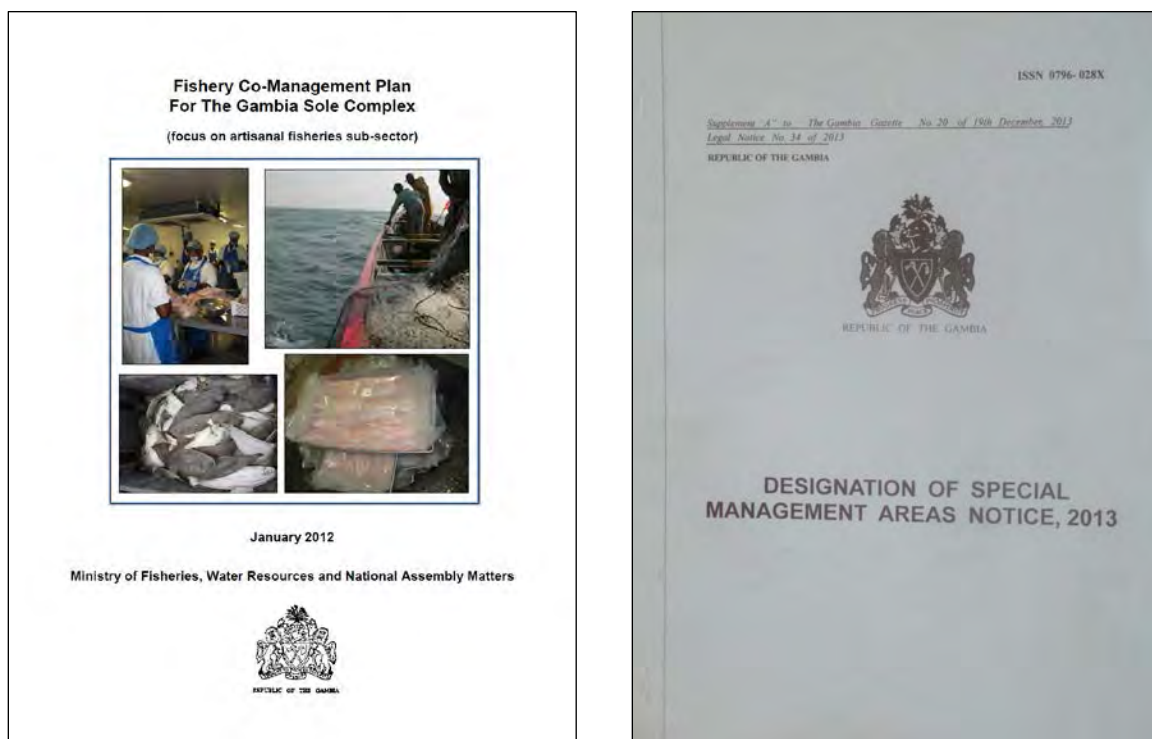 Fishery Co-Management Plan
For The Gambia Sole Complex
(focus on artisanal fisheries sub-sector)
January 2012
Ministry of Fisheries, Water Resources and National Assembly Matters
REPUBLIC OF THE GAMBIA
ISSN 0796-028X
Supplement "A" to The Gambia Gazette No. 20 of 19th December, 2013
Legal Notice No. 34 of 2013
REPUBLIC OF THE GAMBIA
REPUBLIC OF THE GAMBIA
DESIGNATION OF SPECIAL
MANAGEMENT AREAS NOTICE, 2013